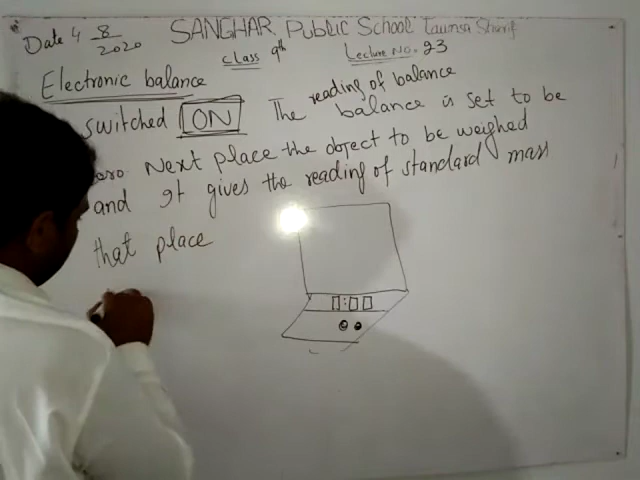 SANGHAR Public School Taunsa Sharif
Date 4 8/2020
Class 9th
Lecture No. 23
Electronic balance
switched ON The reading of balance
balance is set to be
Next place the object to be weighed
and It gives the reading of standard mass
that place